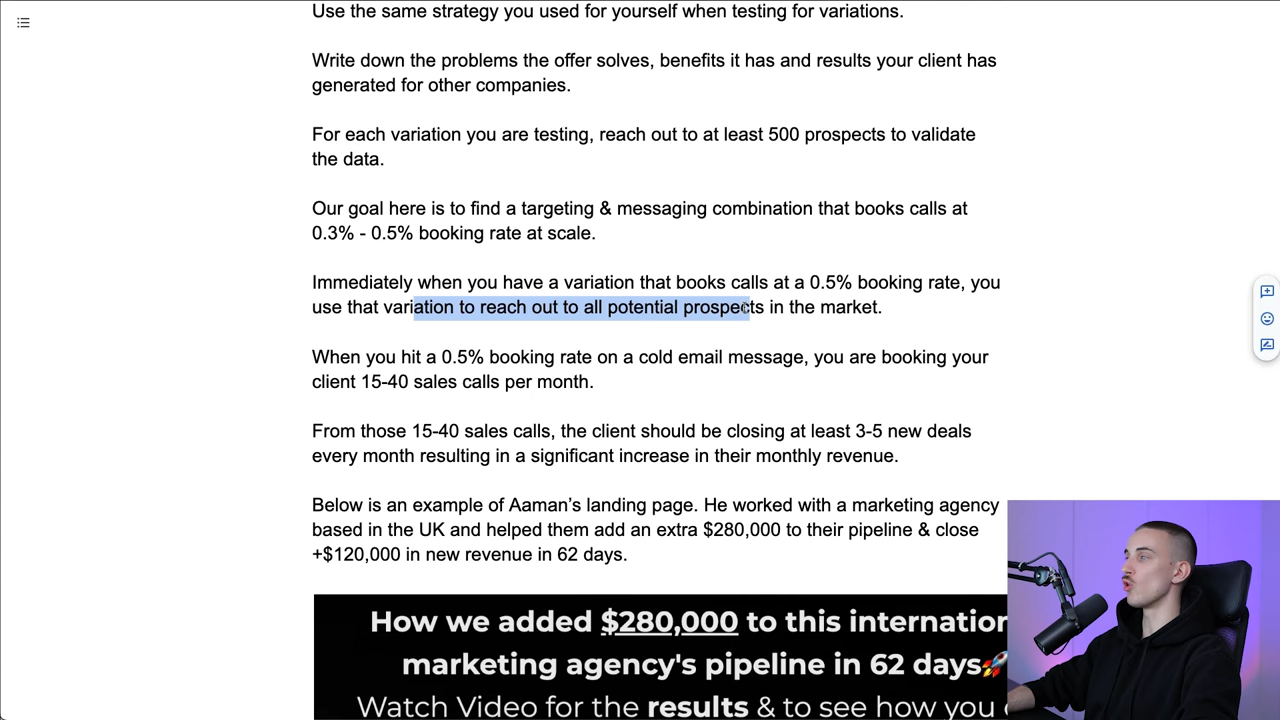 Use the same strategy you used for yourself when testing for variations.
Write down the problems the offer solves, benefits it has and results your client has
generated for other companies.
For each variation you are testing, reach out to at least 500 prospects to validate
the data.
Our goal here is to find a targeting & messaging combination that books calls at
0.3% - 0.5% booking rate at scale.
Immediately when you have a variation that books calls at a 0.5% booking rate, you
use that variation to reach out to all potential prospects in the market.
When you hit a 0.5% booking rate on a cold email message, you are booking your
client 15-40 sales calls per month.
From those 15-40 sales calls, the client should be closing at least 3-5 new deals
every month resulting in a significant increase in their monthly revenue.
Below is an example of Aaman’s landing page. He worked with a marketing agency
based in the UK and helped them add an extra $280,000 to their pipeline & close
+$120,000 in new revenue in 62 days.
How we added $280,000 to this internation
marketing agency's pipeline in 62 days🚀
Watch Video for the results & to see how you